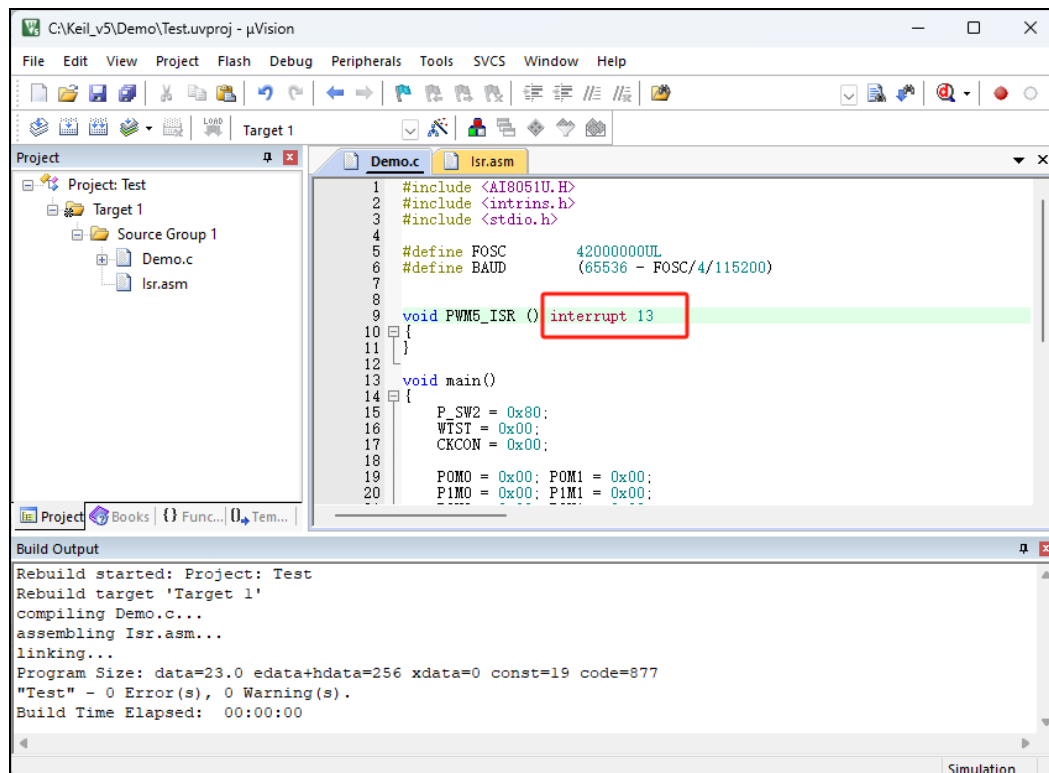 C:\Keil_v5\Demo\Test.uvproj - µVision
File Edit View Project Flash Debug Peripherals Tools SVCS Window Help
LOAD
Target 1
Project
Demo.c
Isr.asm
Project: Test
Target 1
Source Group 1
Demo.c
Isr.asm
1 #include <AI8051U.H>
2 #include <intrins.h>
3 #include <stdio.h>
4
5 #define FOSC 42000000UL
6 #define BAUD (65536 - FOSC/4/115200)
7
8
9 void PWM5_ISR () interrupt 13
10 {
11 }
12
13 void main()
14 {
15 P_SW2 = 0x80;
16 WTST = 0x00;
17 CKCON = 0x00;
18
19 P0M0 = 0x00; P0M1 = 0x00;
20 P1M0 = 0x00; P1M1 = 0x00;
Project Books {} Func... Tem...
Build Output
Rebuild started: Project: Test
Rebuild target 'Target 1'
compiling Demo.c...
assembling Isr.asm...
linking...
Program Size: data=23.0 edata+hdata=256 xdata=0 const=19 code=877
"Test" - 0 Error(s), 0 Warning(s).
Build Time Elapsed: 00:00:00
Simulation